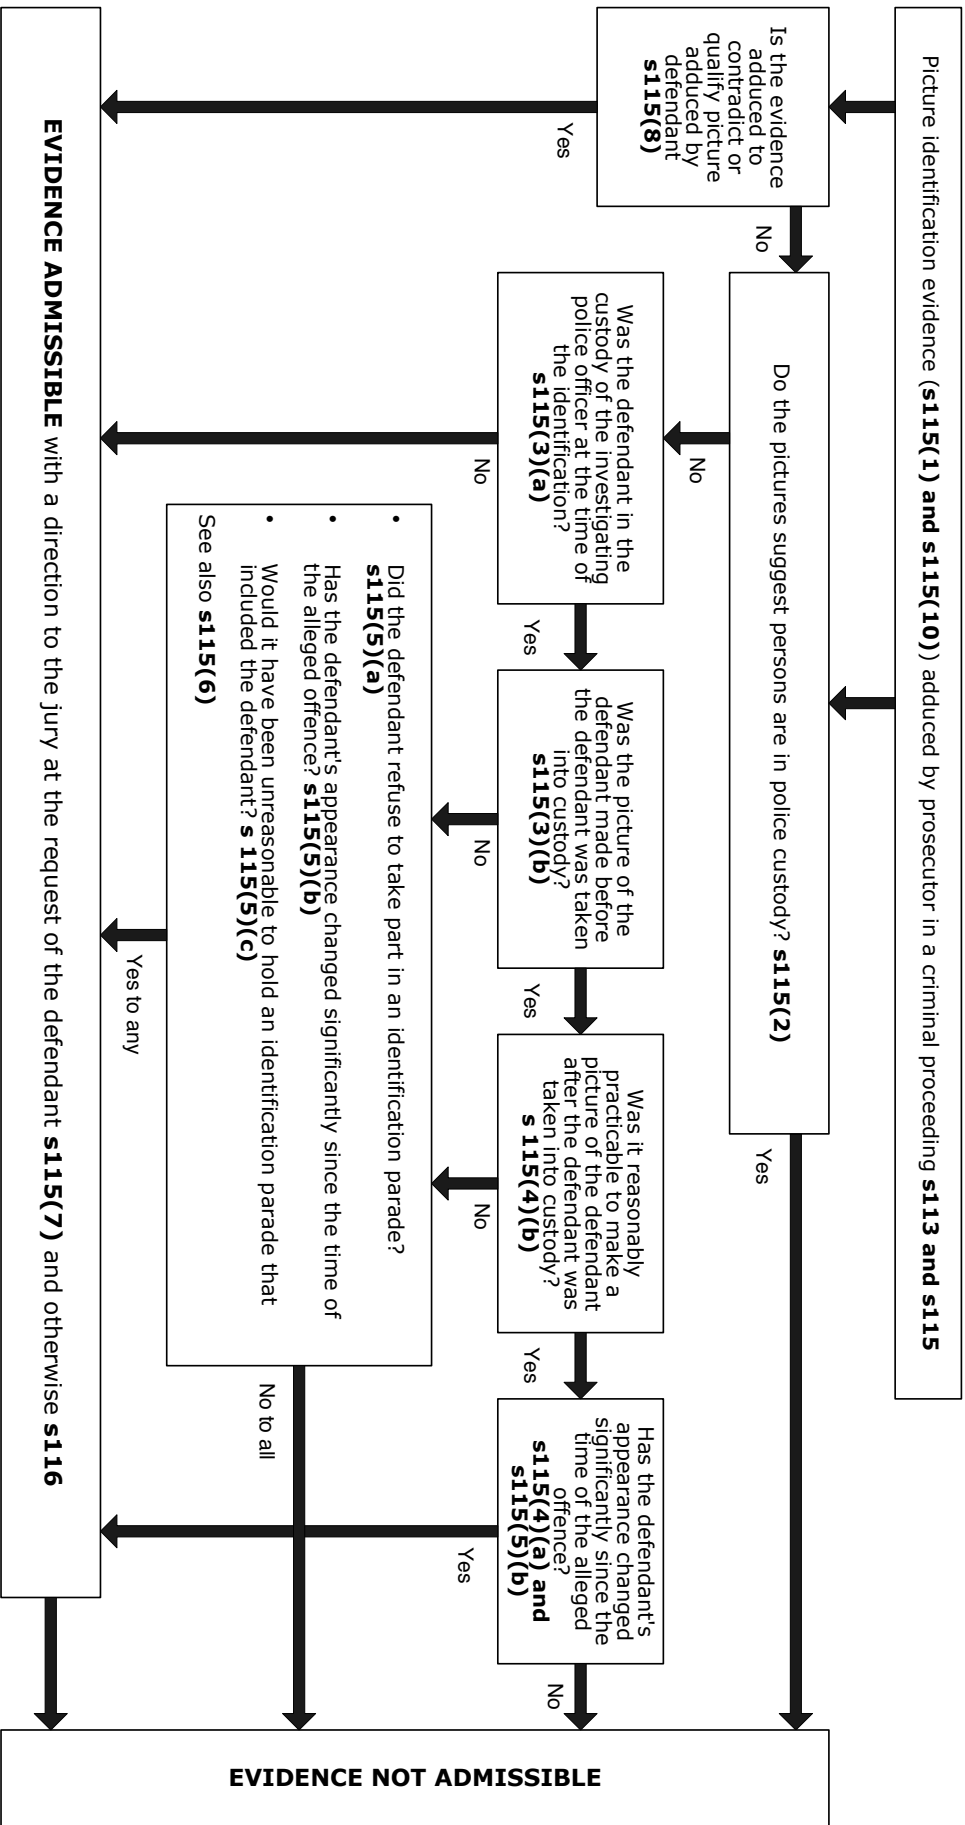 Picture identification evidence (s115(1) and s115(10)) adduced by prosecutor in a criminal proceeding s113 and s115
Is the evidence
adduced to
contradict or
qualify picture
adduced by
defendant
s115(8)
No
Yes
Do the pictures suggest persons are in police custody? s115(2)
Yes
No
Was the defendant in the
custody of the investigating
police officer at the time of
the identification?
s115(3)(a)
Yes
No
Was the picture of the
defendant made before
the defendant was taken
into custody?
s115(3)(b)
Yes
No
Was it reasonably
practicable to make a
picture of the defendant
after the defendant was
taken into custody?
s 115(4)(b)
Yes
No
Has the defendant's
appearance changed
significantly since the
time of the alleged
offence?
s115(4)(a) and
s115(5)(b)
No
Yes
• Did the defendant refuse to take part in an identification parade?
s115(5)(a)
• Has the defendant's appearance changed significantly since the time of
the alleged offence? s115(5)(b)
• Would it have been unreasonable to hold an identification parade that
included the defendant? s 115(5)(c)
See also s115(6)
No to all
Yes to any
EVIDENCE ADMISSIBLE with a direction to the jury at the request of the defendant s115(7) and otherwise s116
EVIDENCE NOT ADMISSIBLE